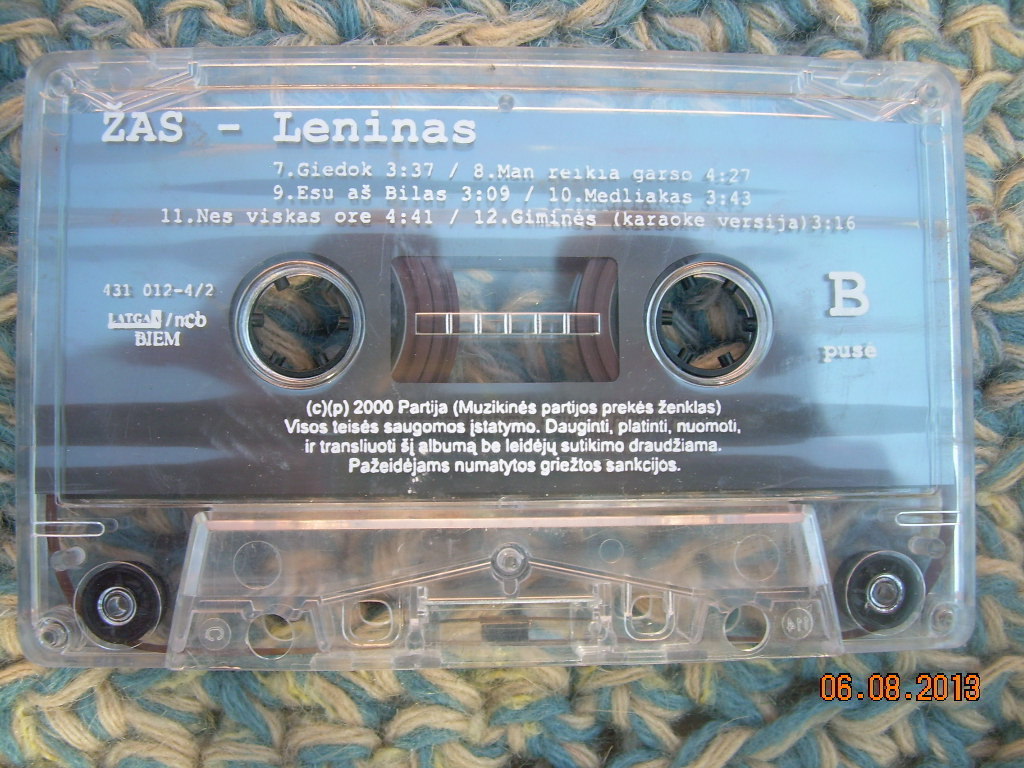 ŽAS - Leninas
7.Giedok 3:37 / 8.Man reikia garso 4:27
9.Esu aš Bilas 3:09 / 10.Medliakas 3:43
11.Nes viskas ore 4:41 / 12.Giminės (karaoke versija)3:16
431 012-4/2
LATGA-A/ncb
BIEM
B
pusė
(c)(p) 2000 Partija (Muzikinės partijos prekės ženklas)
Visos teisės saugomos įstatymo. Dauginti, platinti, nuomoti,
ir transliuoti šį albumą be leidėjų sutikimo draudžiama.
Pažeidėjams numatytos griežtos sankcijos.
C
06.08.2013